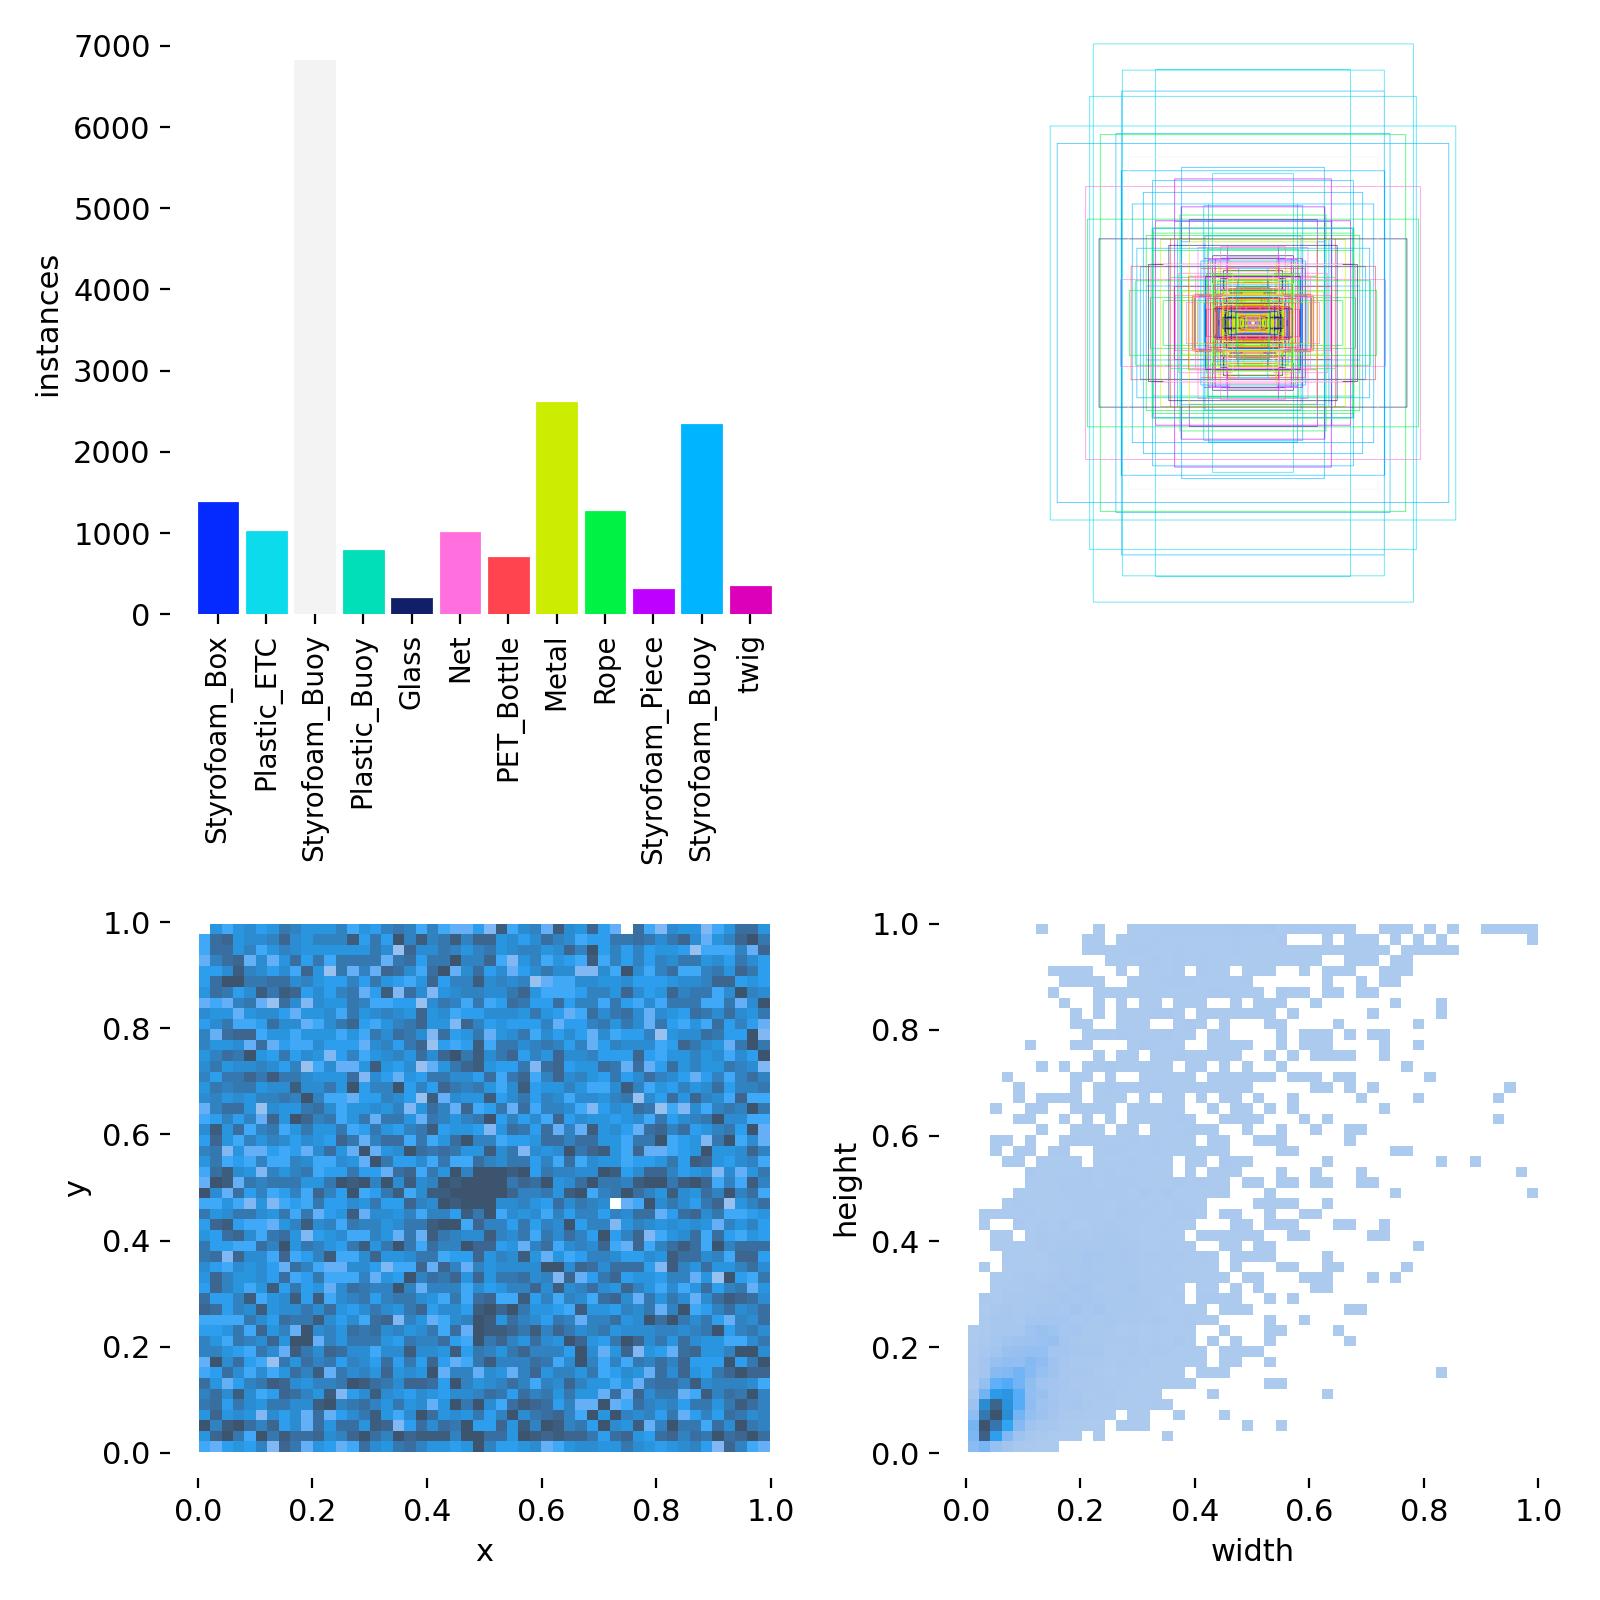 7000
6000
5000
4000
3000
2000
1000
0
instances
Styrofoam_Box
Plastic_ETC
Styrofoam_Buoy
Plastic_Buoy
Glass
Net
PET_Bottle
Metal
Rope
Styrofoam_Piece
Styrofoam_Buoy
twig
1.0
0.8
0.6
0.4
0.2
0.0
y
0.0 0.2 0.4 0.6 0.8 1.0
x
1.0
0.8
0.6
0.4
0.2
0.0
height
0.0 0.2 0.4 0.6 0.8 1.0
width